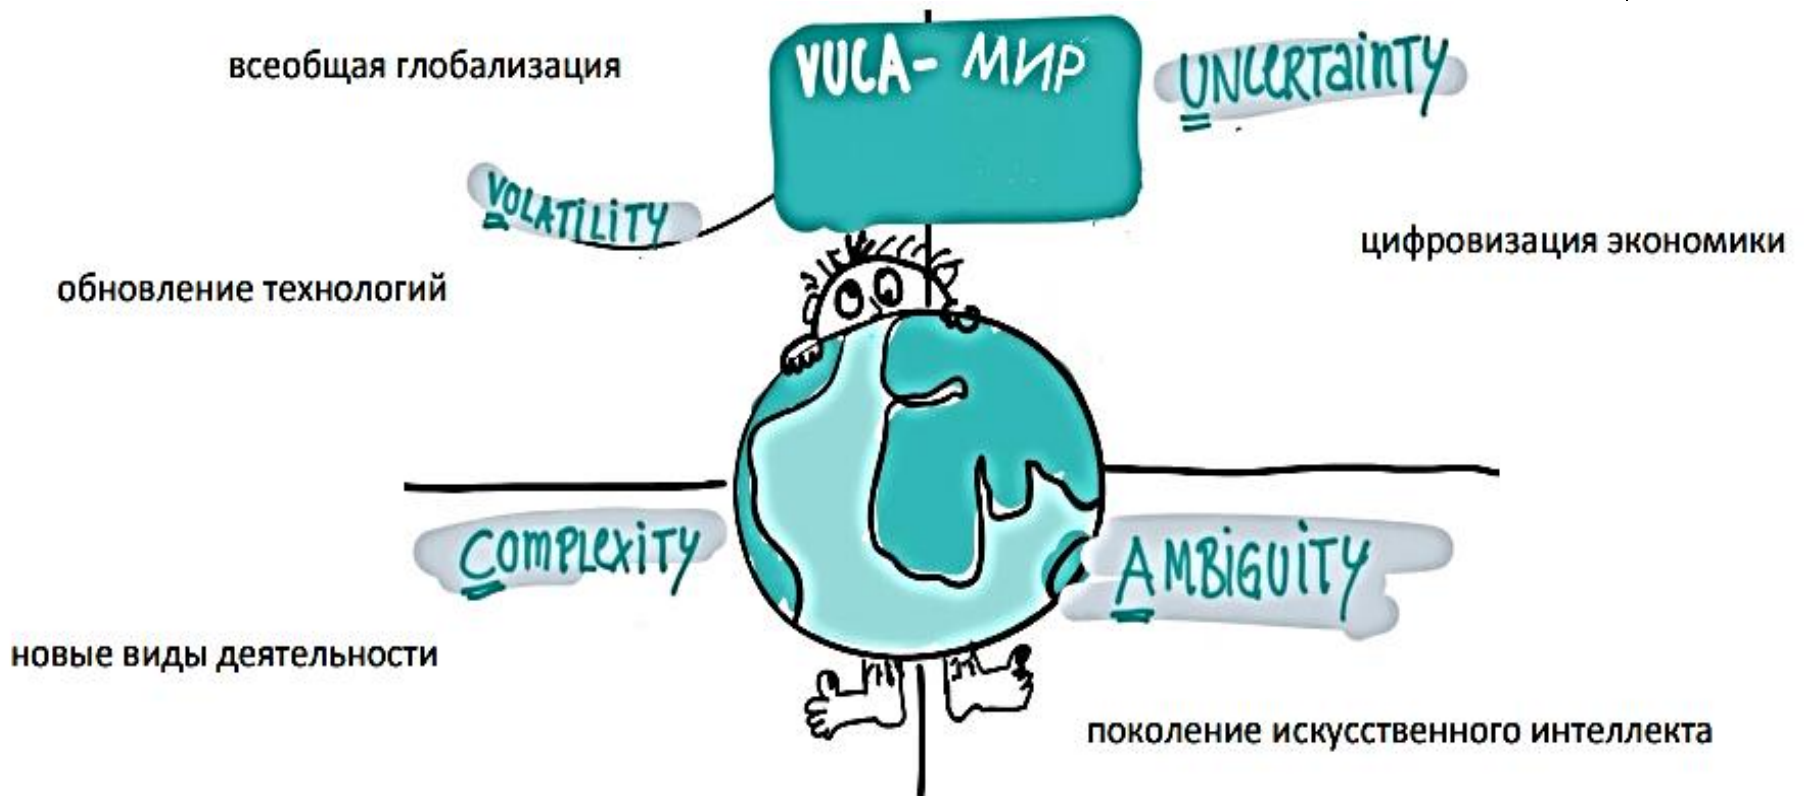 всеобщая глобализация
VUCA- МИР
UNCERTAINTY
VOLATILITY
цифровизация экономики
обновление технологий
COMPLEXITY
AMBIGUITY
новые виды деятельности
поколение искусственного интеллекта